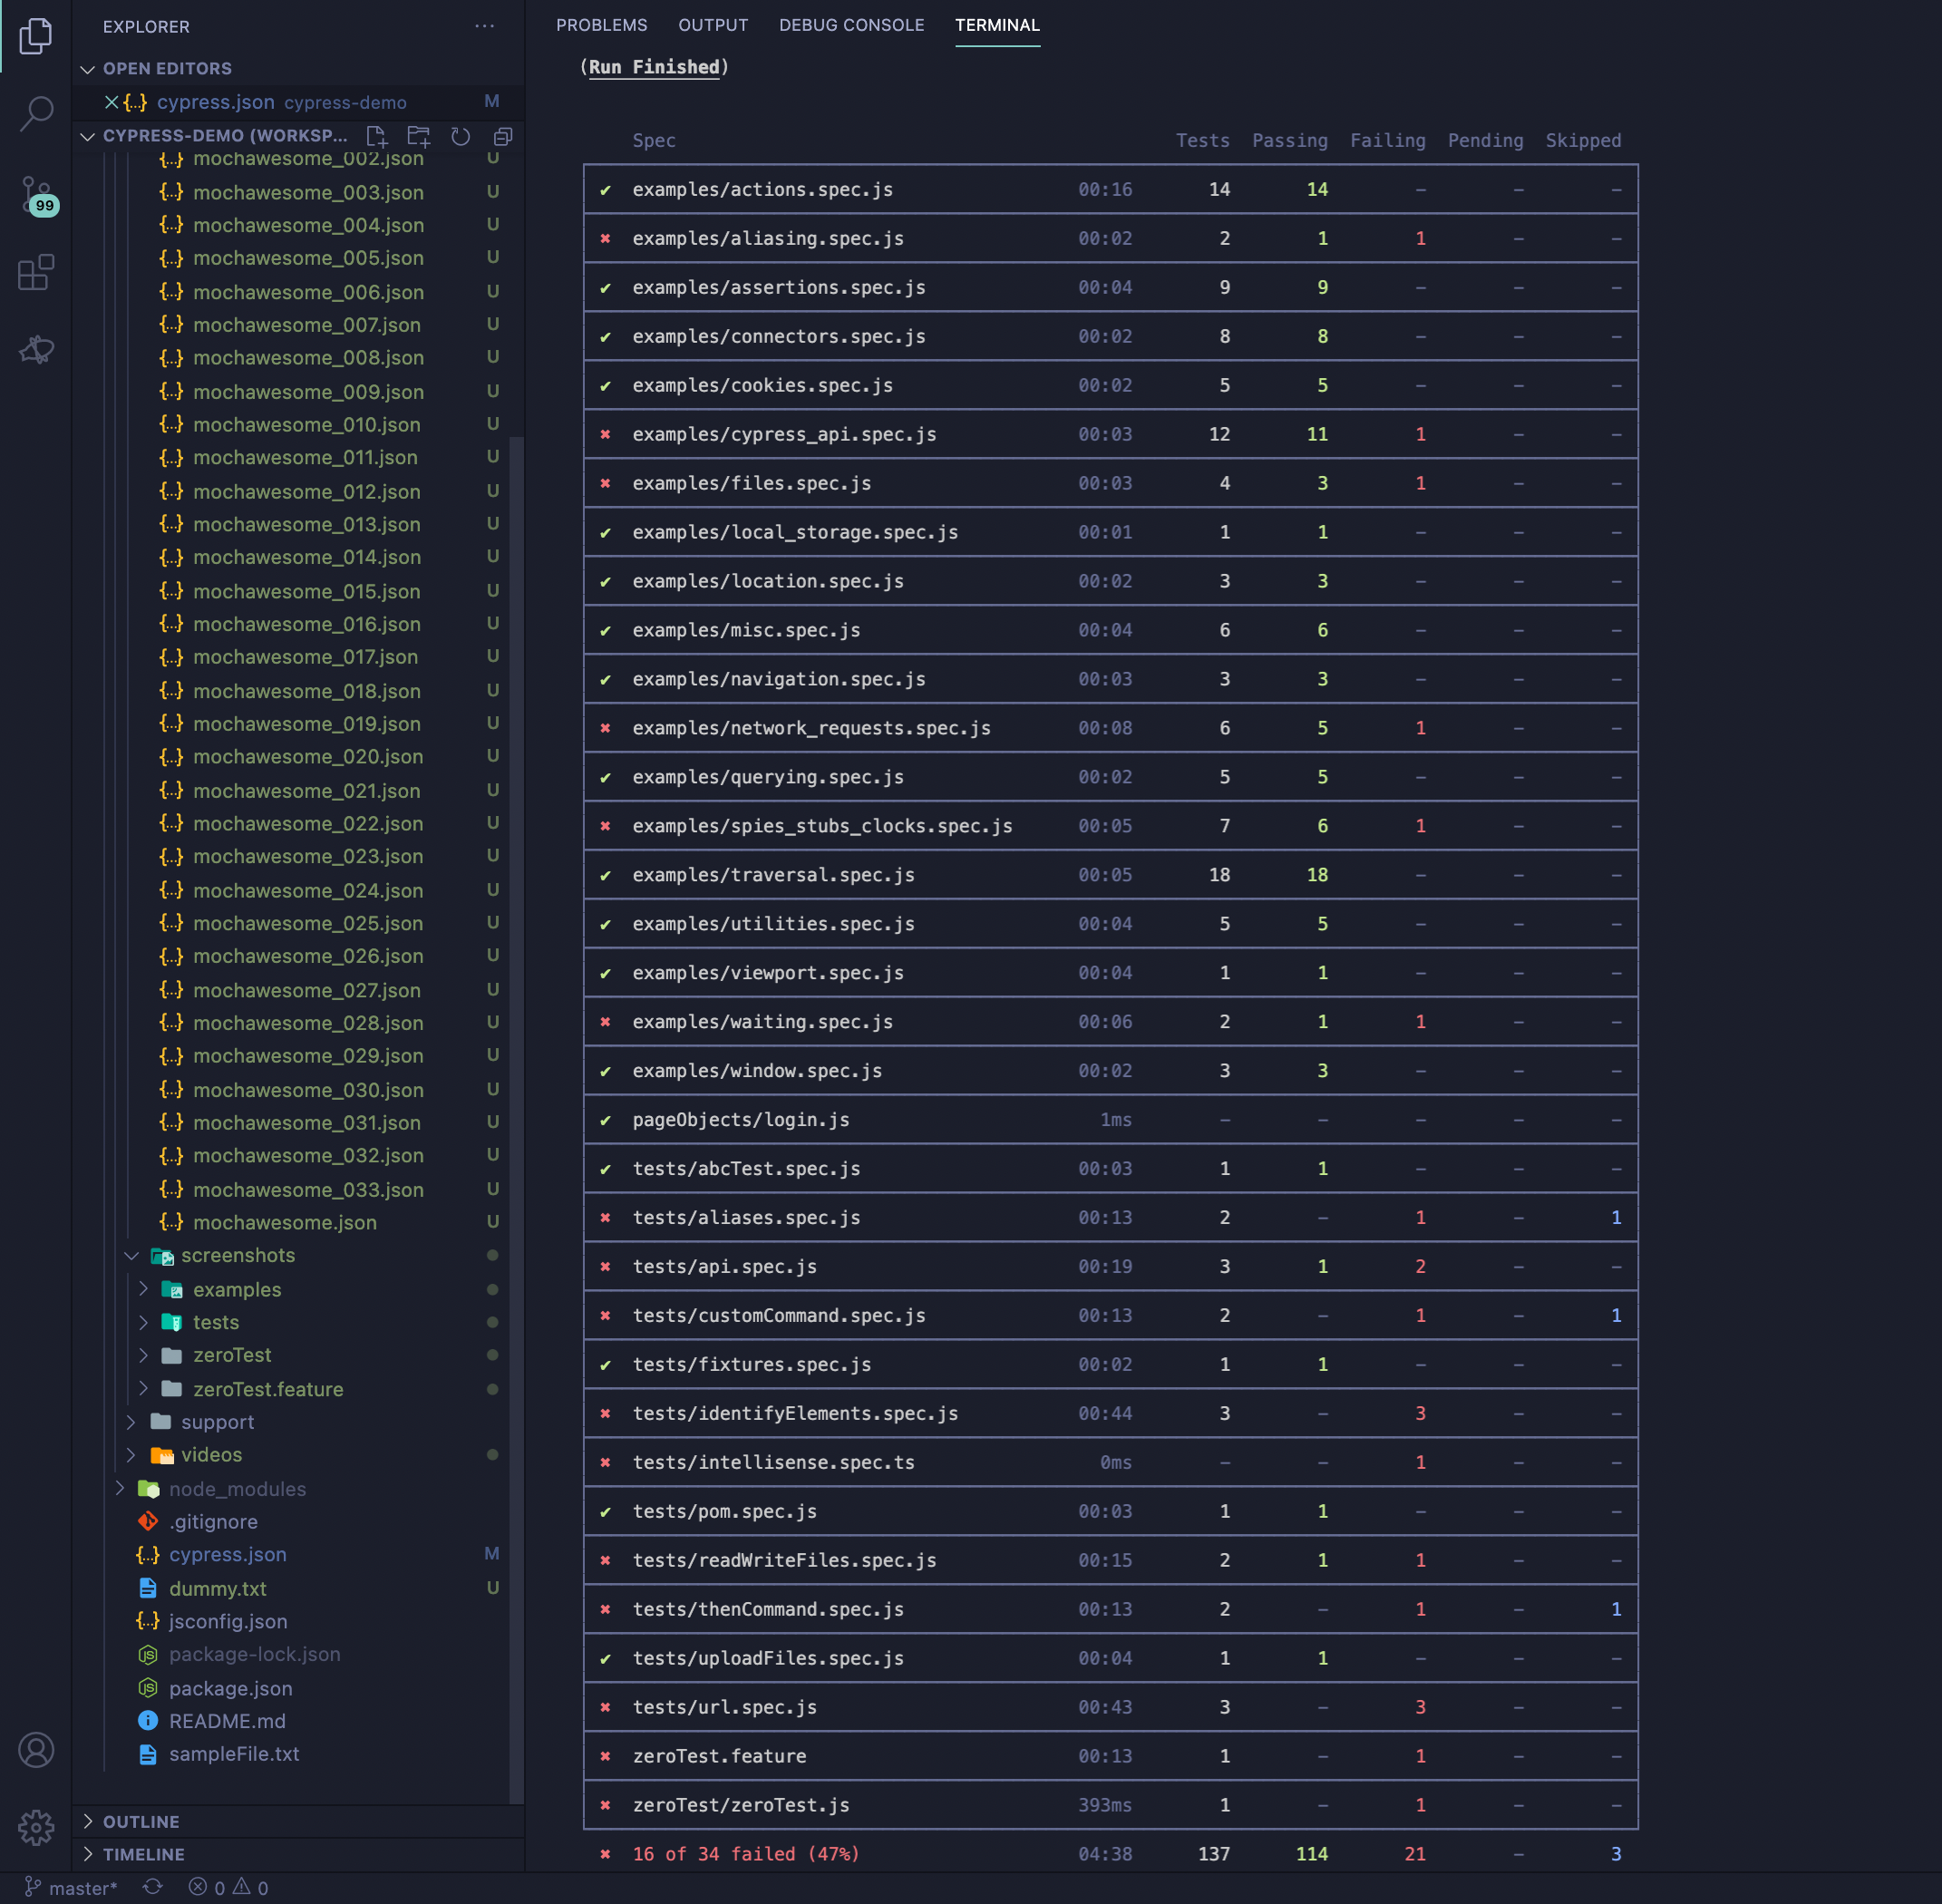 EXPLORER
OPEN EDITORS
{..} cypress.json cypress-demo M
CYPRESS-DEMO (WORKSP...
{..} mochawesome_002.json U
{..} mochawesome_003.json U
{..} mochawesome_004.json U
{..} mochawesome_005.json U
{..} mochawesome_006.json U
{..} mochawesome_007.json U
{..} mochawesome_008.json U
{..} mochawesome_009.json U
{..} mochawesome_010.json U
{..} mochawesome_011.json U
{..} mochawesome_012.json U
{..} mochawesome_013.json U
{..} mochawesome_014.json U
{..} mochawesome_015.json U
{..} mochawesome_016.json U
{..} mochawesome_017.json U
{..} mochawesome_018.json U
{..} mochawesome_019.json U
{..} mochawesome_020.json U
{..} mochawesome_021.json U
{..} mochawesome_022.json U
{..} mochawesome_023.json U
{..} mochawesome_024.json U
{..} mochawesome_025.json U
{..} mochawesome_026.json U
{..} mochawesome_027.json U
{..} mochawesome_028.json U
{..} mochawesome_029.json U
{..} mochawesome_030.json U
{..} mochawesome_031.json U
{..} mochawesome_032.json U
{..} mochawesome_033.json U
{..} mochawesome.json U
screenshots
examples
tests
zeroTest
zeroTest.feature
support
videos
node_modules
.gitignore
{..} cypress.json M
dummy.txt U
{..} jsconfig.json
package-lock.json
package.json
README.md
sampleFile.txt
OUTLINE
TIMELINE
99
PROBLEMS OUTPUT DEBUG CONSOLE TERMINAL
(Run Finished)
Spec Tests Passing Failing Pending Skipped
✔ examples/actions.spec.js 00:16 14 14 - - -
✖ examples/aliasing.spec.js 00:02 2 1 1 - -
✔ examples/assertions.spec.js 00:04 9 9 - - -
✔ examples/connectors.spec.js 00:02 8 8 - - -
✔ examples/cookies.spec.js 00:02 5 5 - - -
✖ examples/cypress_api.spec.js 00:03 12 11 1 - -
✖ examples/files.spec.js 00:03 4 3 1 - -
✔ examples/local_storage.spec.js 00:01 1 1 - - -
✔ examples/location.spec.js 00:02 3 3 - - -
✔ examples/misc.spec.js 00:04 6 6 - - -
✔ examples/navigation.spec.js 00:03 3 3 - - -
✖ examples/network_requests.spec.js 00:08 6 5 1 - -
✔ examples/querying.spec.js 00:02 5 5 - - -
✖ examples/spies_stubs_clocks.spec.js 00:05 7 6 1 - -
✔ examples/traversal.spec.js 00:05 18 18 - - -
✔ examples/utilities.spec.js 00:04 5 5 - - -
✔ examples/viewport.spec.js 00:04 1 1 - - -
✖ examples/waiting.spec.js 00:06 2 1 1 - -
✔ examples/window.spec.js 00:02 3 3 - - -
✔ pageObjects/login.js 1ms - - - - -
✔ tests/abcTest.spec.js 00:03 1 1 - - -
✖ tests/aliases.spec.js 00:13 2 - 1 - 1
✖ tests/api.spec.js 00:19 3 1 2 - -
✖ tests/customCommand.spec.js 00:13 2 - 1 - 1
✔ tests/fixtures.spec.js 00:02 1 1 - - -
✖ tests/identifyElements.spec.js 00:44 3 - 3 - -
✖ tests/intellisense.spec.ts 0ms - - 1 - -
✔ tests/pom.spec.js 00:03 1 1 - - -
✖ tests/readWriteFiles.spec.js 00:15 2 1 1 - -
✖ tests/thenCommand.spec.js 00:13 2 - 1 - 1
✔ tests/uploadFiles.spec.js 00:04 1 1 - - -
✖ tests/url.spec.js 00:43 3 - 3 - -
✖ zeroTest.feature 00:13 1 - 1 - -
✖ zeroTest/zeroTest.js 393ms 1 - 1 - -
✖ 16 of 34 failed (47%) 04:38 137 114 21 - 3
master* 0 0